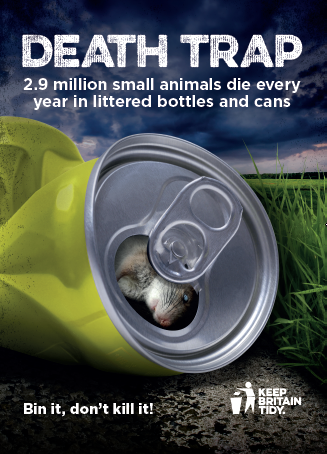 DEATH TRAP
2.9 million small animals die every
year in littered bottles and cans
Bin it, don't kill it!
KEEP
BRITAIN
TIDY.